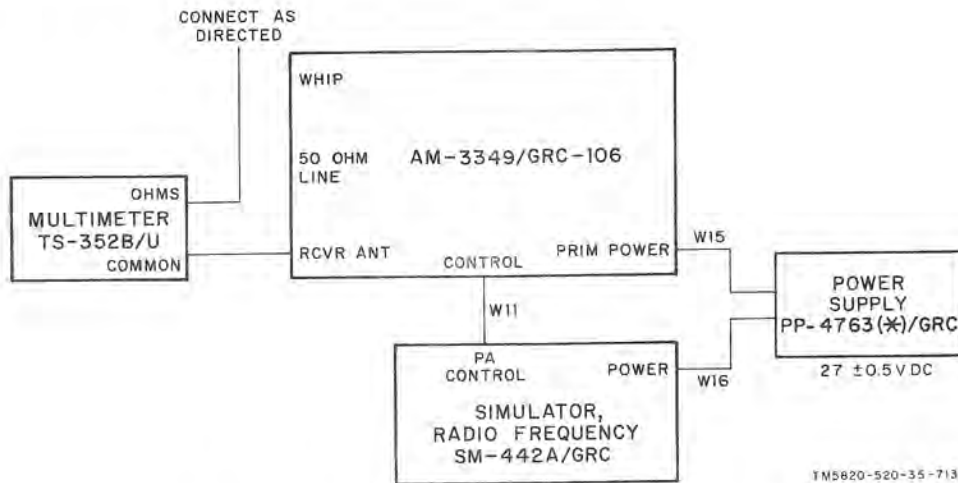 CONNECT AS
DIRECTED
WHIP
50 OHM
LINE
AM-3349/GRC-106
OHMS
MULTIMETER
TS-352B/U
COMMON
RCVR ANT
CONTROL
PRIM POWER
W15
POWER
SUPPLY
PP-4763(*)/GRC
27 ±0.5 V DC
W11
PA
CONTROL
POWER
W16
SIMULATOR,
RADIO FREQUENCY
SM-442A/GRC
TM5820-520-35-713